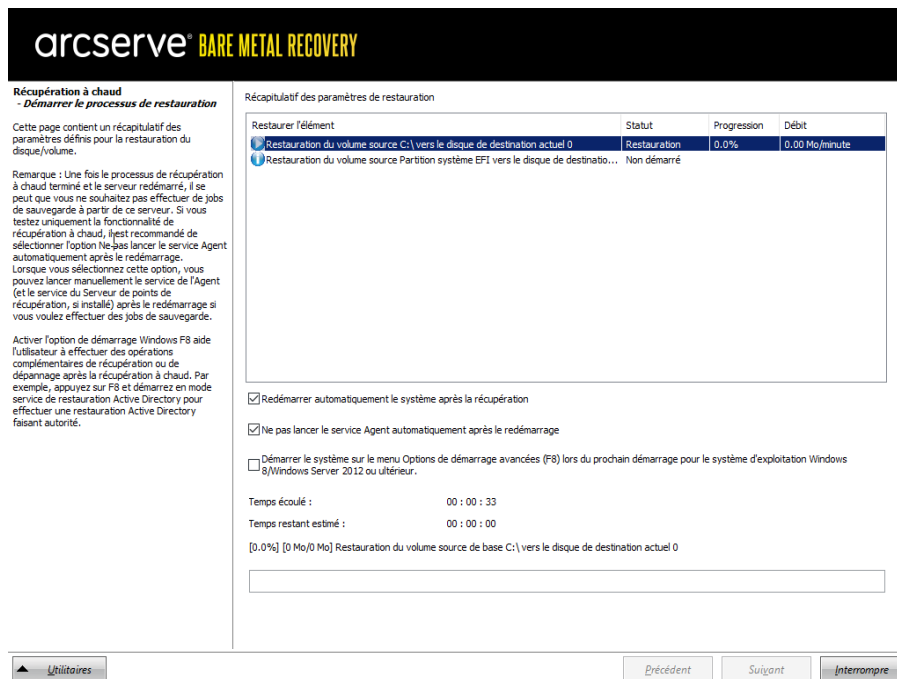 arcserve® BARE METAL RECOVERY
Récupération à chaud
- Démarrer le processus de restauration
Cette page contient un récapitulatif des
paramètres définis pour la restauration du
disque/volume.
Remarque : Une fois le processus de récupération
à chaud terminé et le serveur redémarré, il se
peut que vous ne souhaitez pas effectuer de jobs
de sauvegarde à partir de ce serveur. Si vous
testez uniquement la fonctionnalité de
récupération à chaud, il est recommandé de
sélectionner l'option Ne pas lancer le service Agent
automatiquement après le redémarrage.
Lorsque vous sélectionnez cette option, vous
pouvez lancer manuellement le service de l'Agent
(et le service du Serveur de points de
récupération, si installé) après le redémarrage si
vous voulez effectuer des jobs de sauvegarde.
Activer l'option de démarrage Windows F8 aide
l'utilisateur à effectuer des opérations
complémentaires de récupération ou de
dépannage après la récupération à chaud. Par
exemple, appuyez sur F8 et démarrez en mode
service de restauration Active Directory pour
effectuer une restauration Active Directory
faisant autorité.
Récapitulatif des paramètres de restauration
Restaurer l'élément Statut Progression Débit
Restauration du volume source C:\ vers le disque de destination actuel 0 Restauration 0.0% 0.00 Mo/minute
Restauration du volume source Partition système EFI vers le disque de destinatio... Non démarré
Redémarrer automatiquement le système après la récupération
Ne pas lancer le service Agent automatiquement après le redémarrage
Démarrer le système sur le menu Options de démarrage avancées (F8) lors du prochain démarrage pour le système d'exploitation Windows
8/Windows Server 2012 ou ultérieur.
Temps écoulé : 00 : 00 : 33
Temps restant estimé : 00 : 00 : 00
[0.0%] [0 Mo/0 Mo] Restauration du volume source de base C:\ vers le disque de destination actuel 0
Utilitaires Précédent Suivant Interrompre